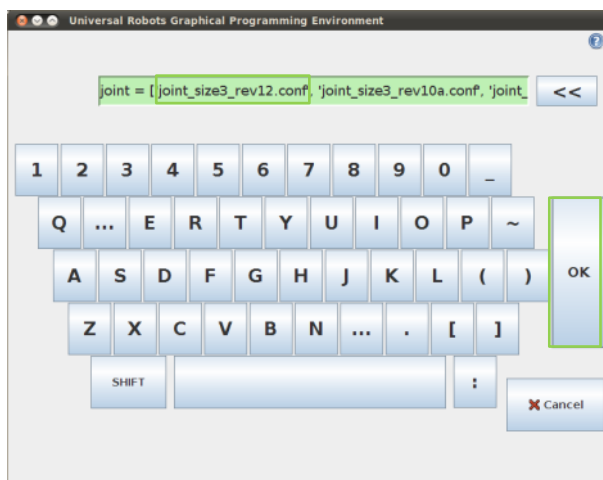 Universal Robots Graphical Programming Environment
?
joint = ['joint_size3_rev12.conf', 'joint_size3_rev10a.conf', 'joint_
<<
1 2 3 4 5 6 7 8 9 0 _
Q ... E R T Y U I O P ~
A S D F G H J K L ( )
OK
Z X C V B N ... . [ ]
SHIFT :
Cancel